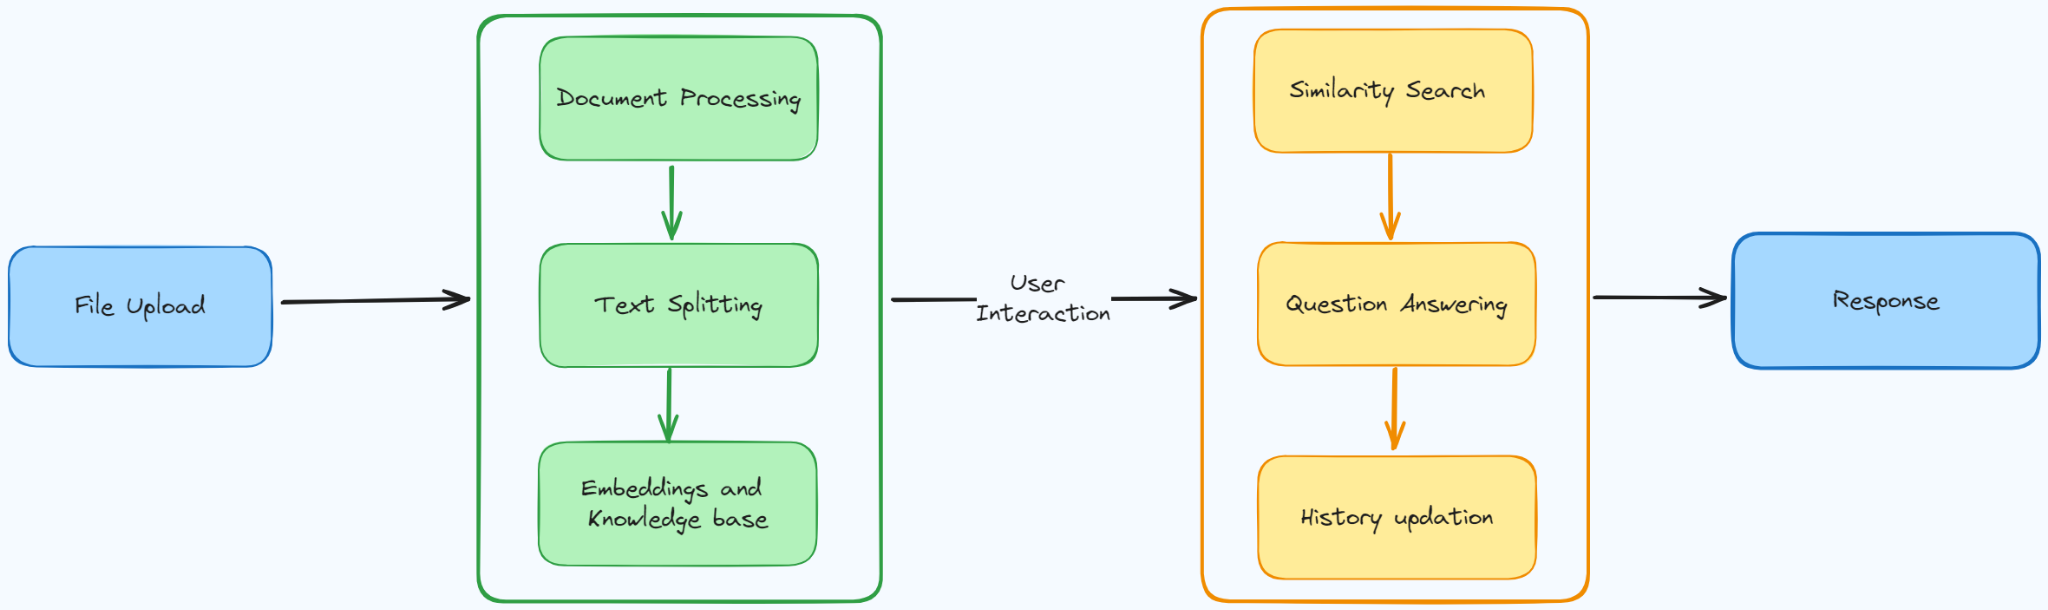 File Upload
Document Processing
Text Splitting
Embeddings and
Knowledge base
User
Interaction
Similarity Search
Question Answering
History updation
Response